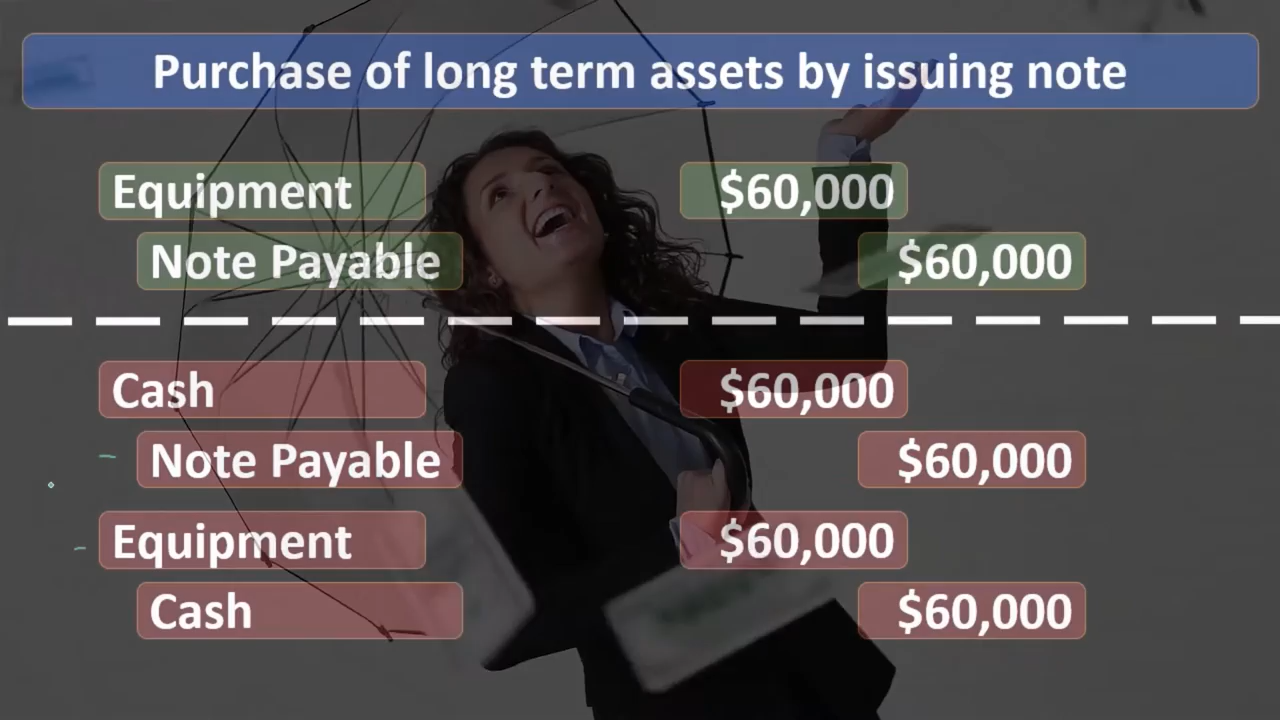 Purchase of long term assets by issuing note
Equipment $60,000
Note Payable $60,000
Cash $60,000
Note Payable $60,000
Equipment $60,000
Cash $60,000